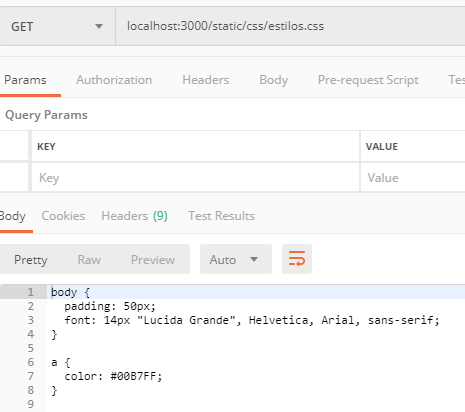 GET localhost:3000/static/css/estilos.css
Params Authorization Headers Body Pre-request Script Tes
Query Params
KEY VALUE
Key Value
Body Cookies Headers (9) Test Results
Pretty Raw Preview Auto
1 body {
2 padding: 50px;
3 font: 14px "Lucida Grande", Helvetica, Arial, sans-serif;
4 }
5
6 a {
7 color: #00B7FF;
8 }
9